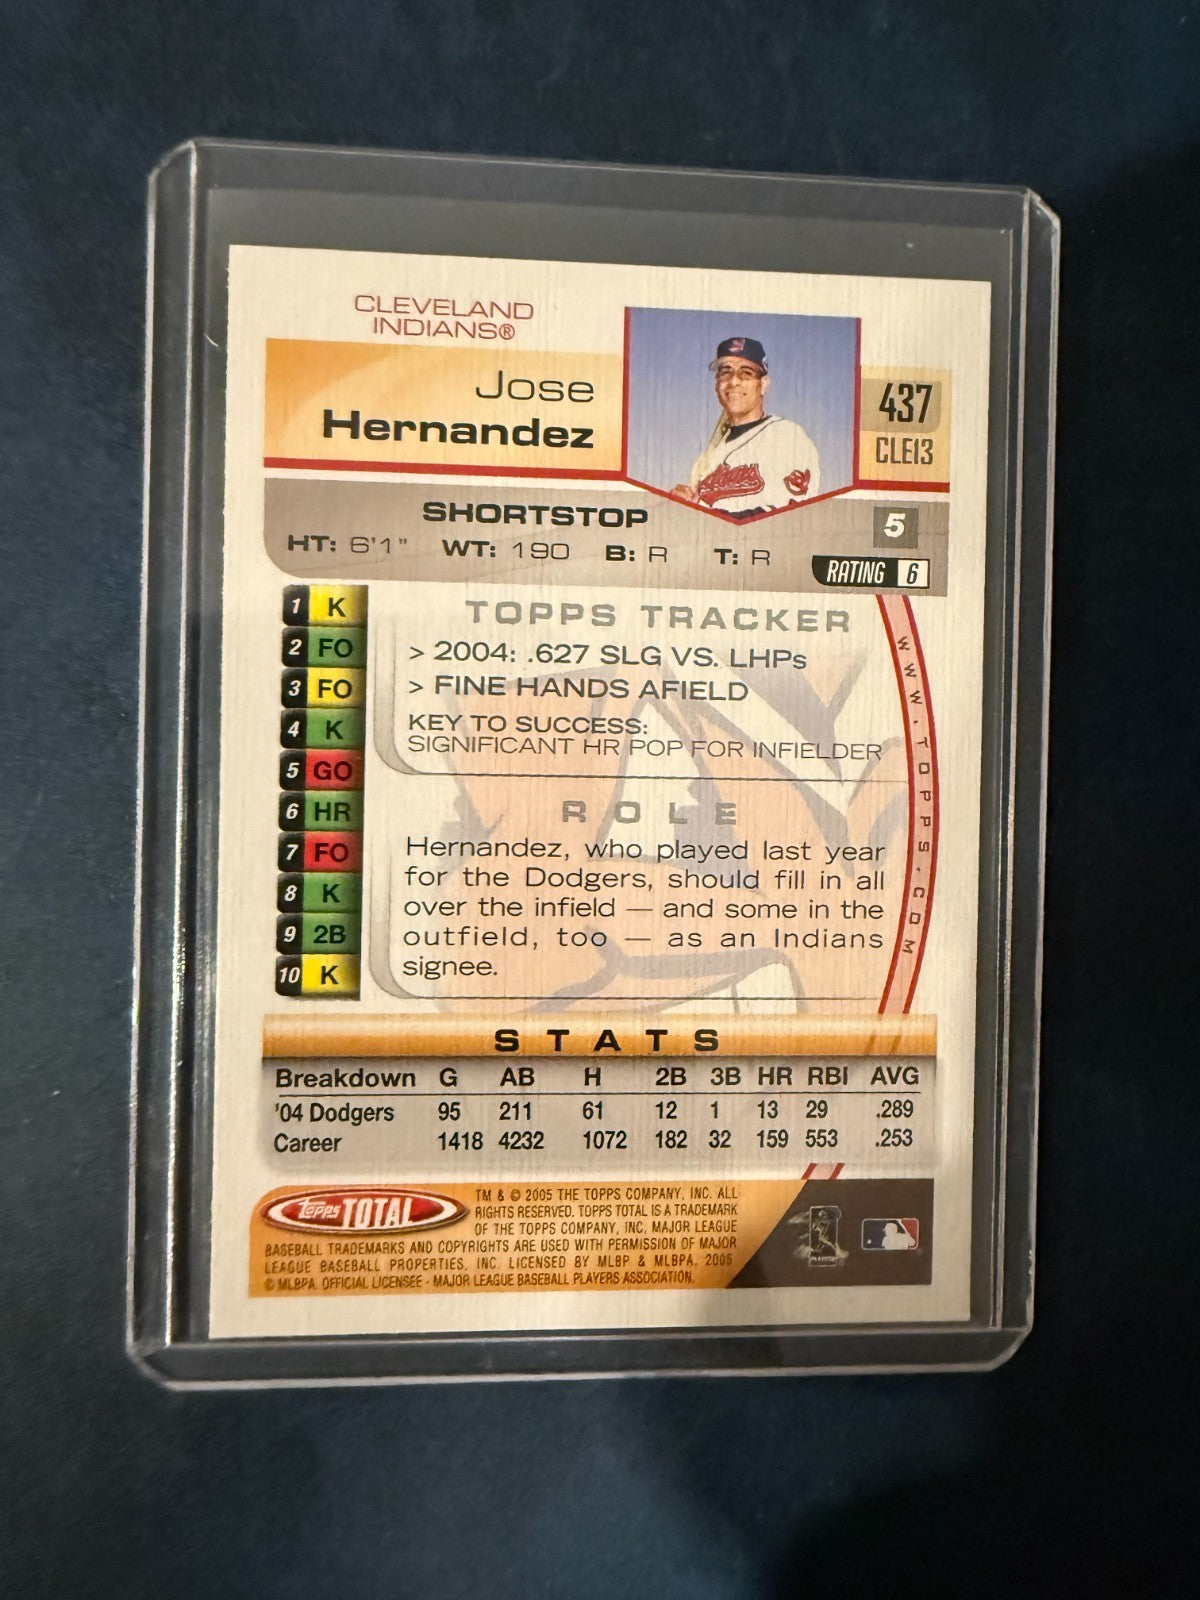 CLEVELAND
INDIANS®
Jose
Hernandez
437
CLE13
SHORTSTOP
5
HT: 6'1" WT: 190 B: R T: R
RATING 6
1 K
2 FO
3 FO
4 K
5 GO
6 HR
7 FO
8 K
9 2B
10 K
TOPPS TRACKER
> 2004: .627 SLG VS. LHPs
> FINE HANDS AFIELD
KEY TO SUCCESS:
SIGNIFICANT HR POP FOR INFIELDER
WWW.TOPPS.COM
ROLE
Hernandez, who played last year
for the Dodgers, should fill in all
over the infield — and some in the
outfield, too — as an Indians
signee.
STATS
Breakdown G AB H 2B 3B HR RBI AVG
'04 Dodgers 95 211 61 12 1 13 29 .289
Career 1418 4232 1072 182 32 159 553 .253
Topps TOTAL
TM & © 2005 THE TOPPS COMPANY, INC. ALL
RIGHTS RESERVED. TOPPS TOTAL IS A TRADEMARK
OF THE TOPPS COMPANY, INC. MAJOR LEAGUE
BASEBALL TRADEMARKS AND COPYRIGHTS ARE USED WITH PERMISSION OF MAJOR
LEAGUE BASEBALL PROPERTIES, INC. LICENSED BY MLBP & MLBPA, 2005
© MLBPA. OFFICIAL LICENSEE - MAJOR LEAGUE BASEBALL PLAYERS ASSOCIATION.